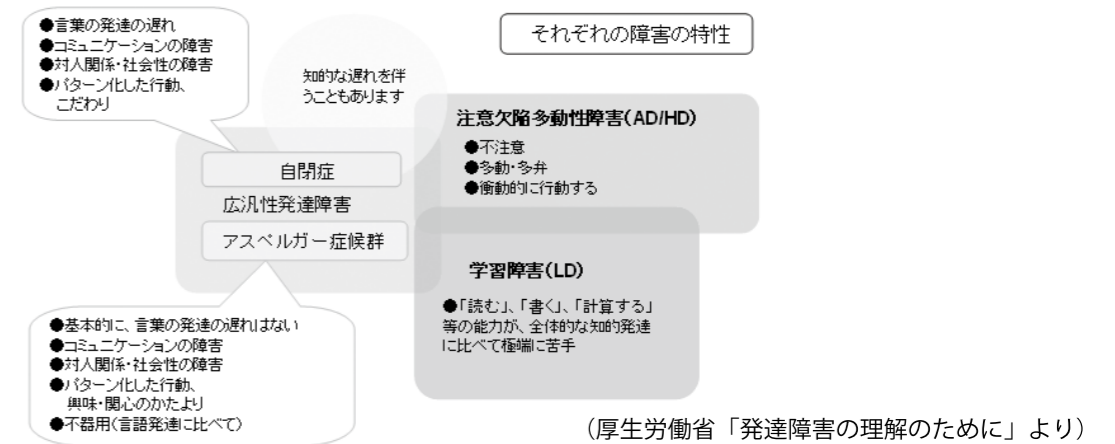 それぞれの障害の特性
●言葉の発達の遅れ
●コミュニケーションの障害
●対人関係・社会性の障害
●パターン化した行動、
こだわり
知的な遅れを伴
うこともあります
自閉症
広汎性発達障害
アスペルガー症候群
●基本的に、言葉の発達の遅れはない
●コミュニケーションの障害
●対人関係・社会性の障害
●パターン化した行動、
興味・関心のかたより
●不器用(言語発達に比べて)
注意欠陥多動性障害(AD/HD)
●不注意
●多動・多弁
●衝動的に行動する
学習障害(LD)
●「読む」、「書く」、「計算する」
等の能力が、全体的な知的発達
に比べて極端に苦手
（厚生労働省「発達障害の理解のために」より）